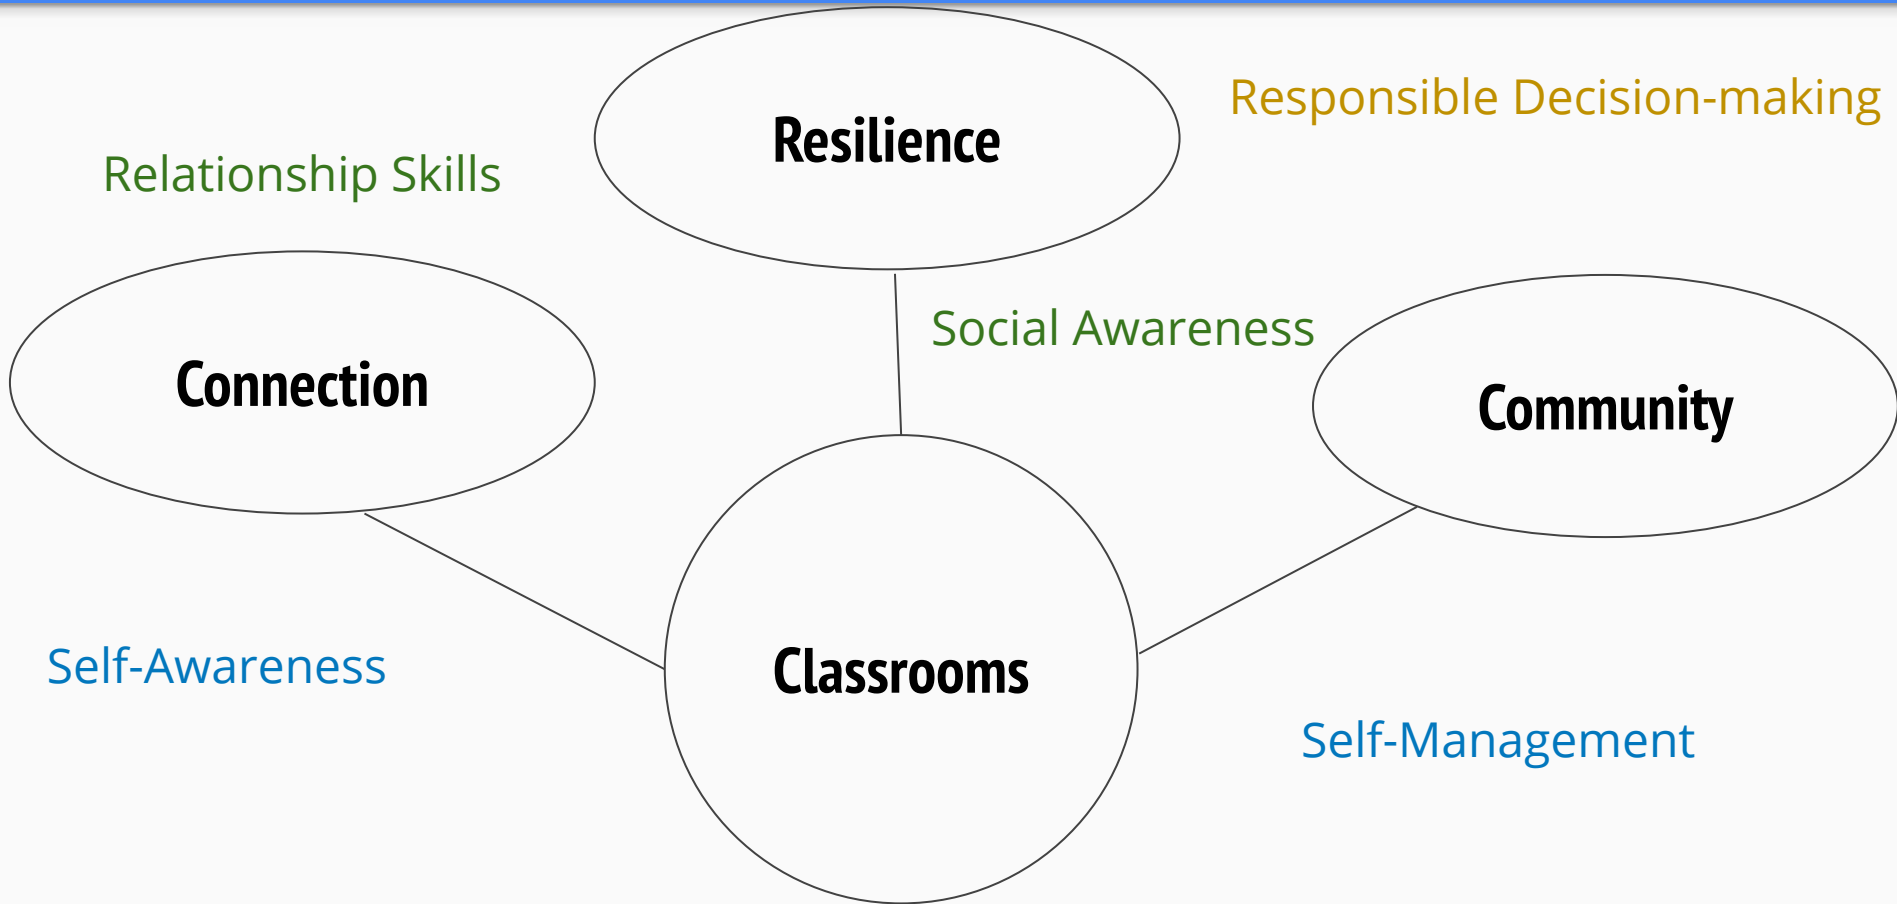 Responsible Decision-making
Resilience
Relationship Skills
Social Awareness
Connection
Community
Self-Awareness
Classrooms
Self-Management